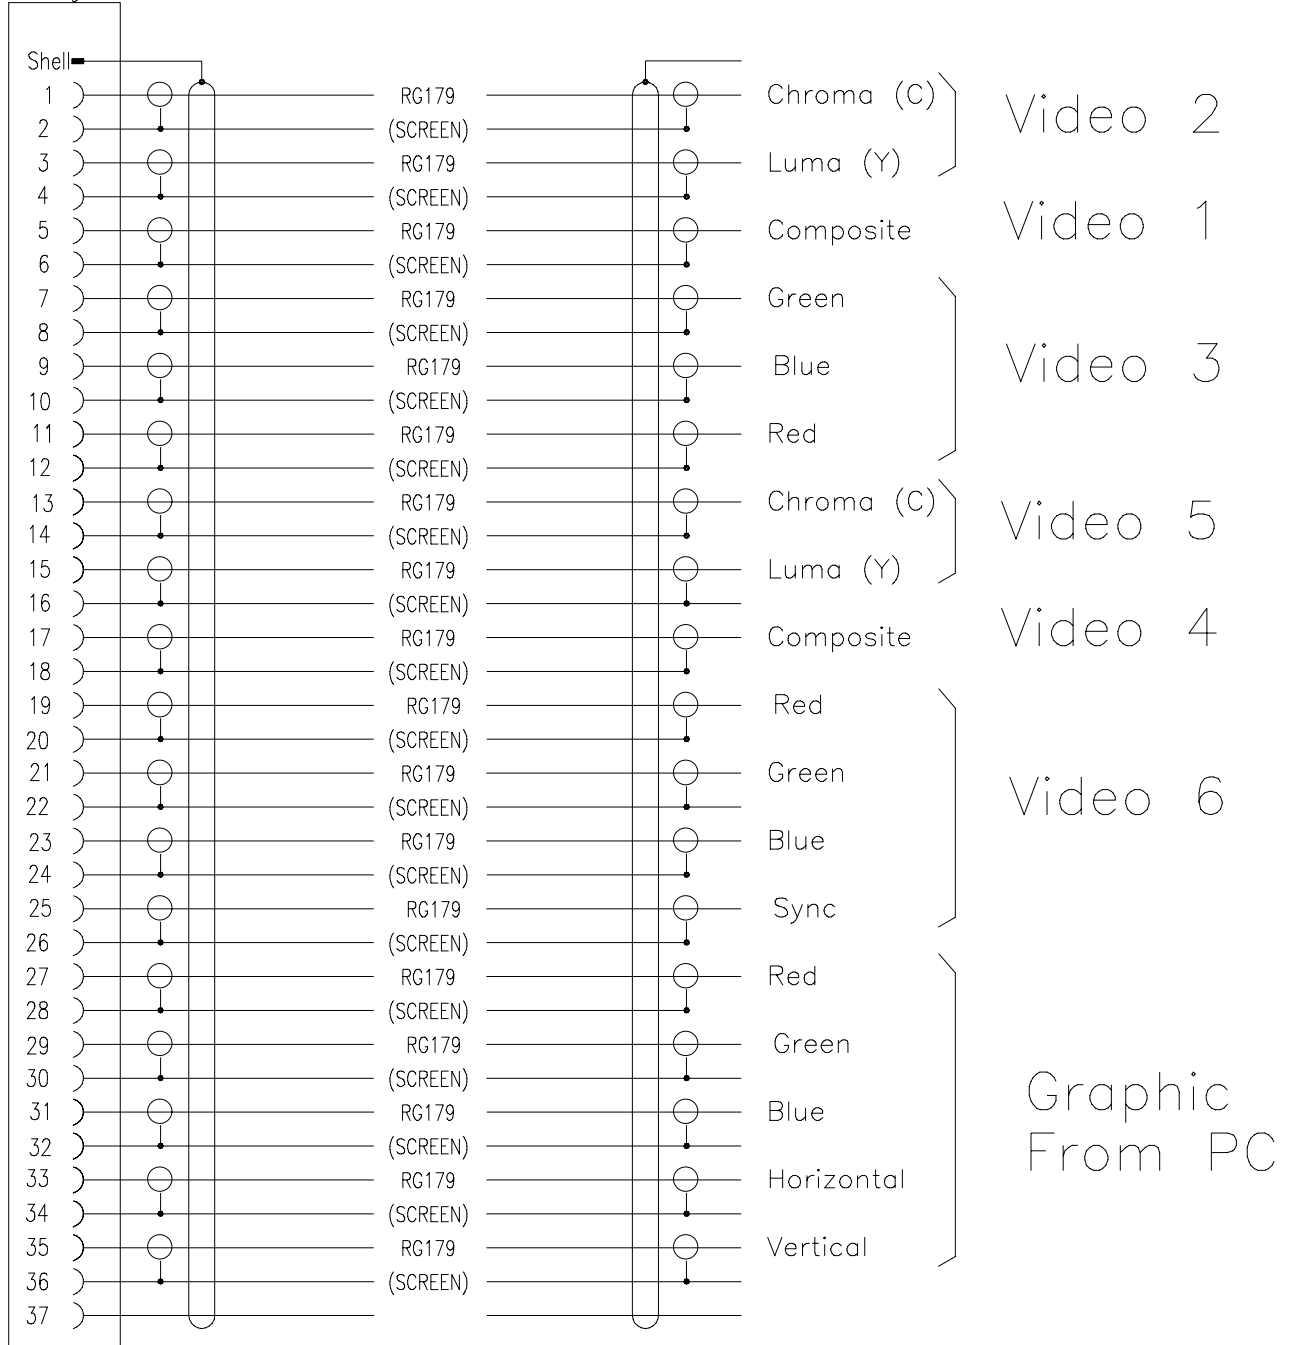 Shell
1 RG179 Chroma (C)
2 (SCREEN)
Video 2
3 RG179 Luma (Y)
4 (SCREEN)
5 RG179 Composite Video 1
6 (SCREEN)
7 RG179 Green
8 (SCREEN)
9 RG179 Blue Video 3
10 (SCREEN)
11 RG179 Red
12 (SCREEN)
13 RG179 Chroma (C)
14 (SCREEN) Video 5
15 RG179 Luma (Y)
16 (SCREEN)
17 RG179 Composite Video 4
18 (SCREEN)
19 RG179 Red
20 (SCREEN)
21 RG179 Green
22 (SCREEN) Video 6
23 RG179 Blue
24 (SCREEN)
25 RG179 Sync
26 (SCREEN)
27 RG179 Red
28 (SCREEN)
29 RG179 Green
30 (SCREEN)
31 RG179 Blue Graphic
32 (SCREEN) From PC
33 RG179 Horizontal
34 (SCREEN)
35 RG179 Vertical
36 (SCREEN)
37